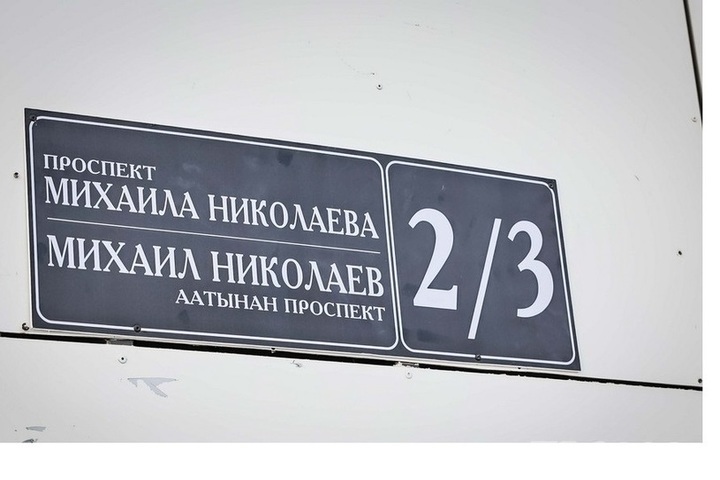 ПРОСПЕКТ
МИХАИЛА НИКОЛАЕВА
МИХАИЛ НИКОЛАЕВ
ААТЫНАН ПРОСПЕКТ
2/3